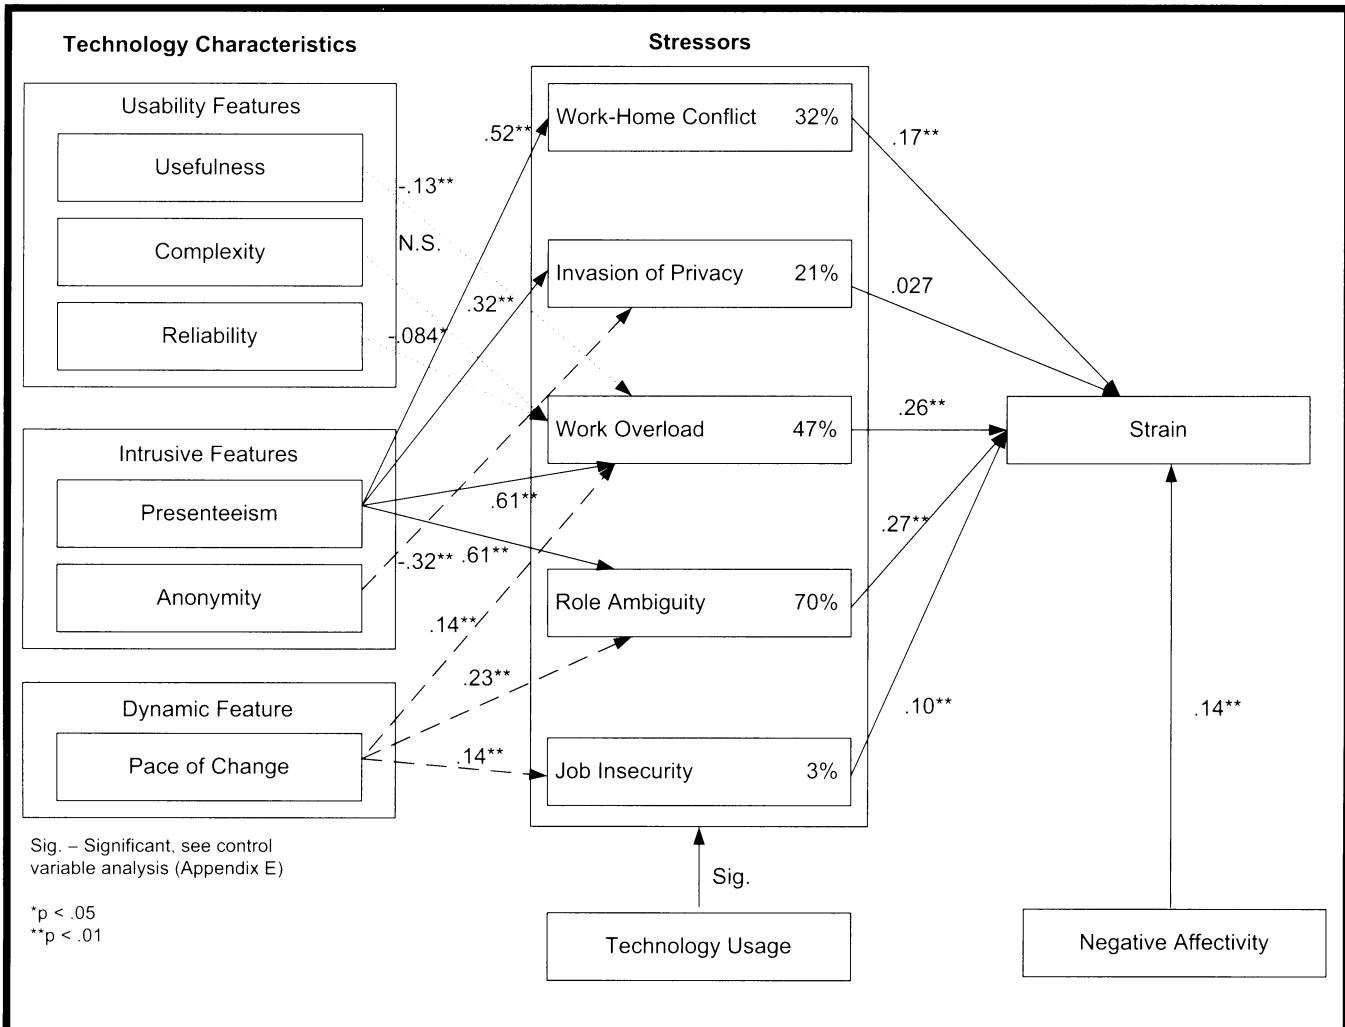 Technology Characteristics
Stressors
Usability Features
Usefulness
Complexity
Reliability
Intrusive Features
Presenteeism
Anonymity
Dynamic Feature
Pace of Change
Sig. – Significant, see control
variable analysis (Appendix E)
*p < .05
**p < .01
.52**
-.13**
N.S.
.32**
-.084*
.61**
-.32**
.61**
.14**
.23**
.14**
Work-Home Conflict 32%
Invasion of Privacy 21%
Work Overload 47%
Role Ambiguity 70%
Job Insecurity 3%
Sig.
Technology Usage
.17**
.027
.26**
.27**
.10**
Strain
.14**
Negative Affectivity